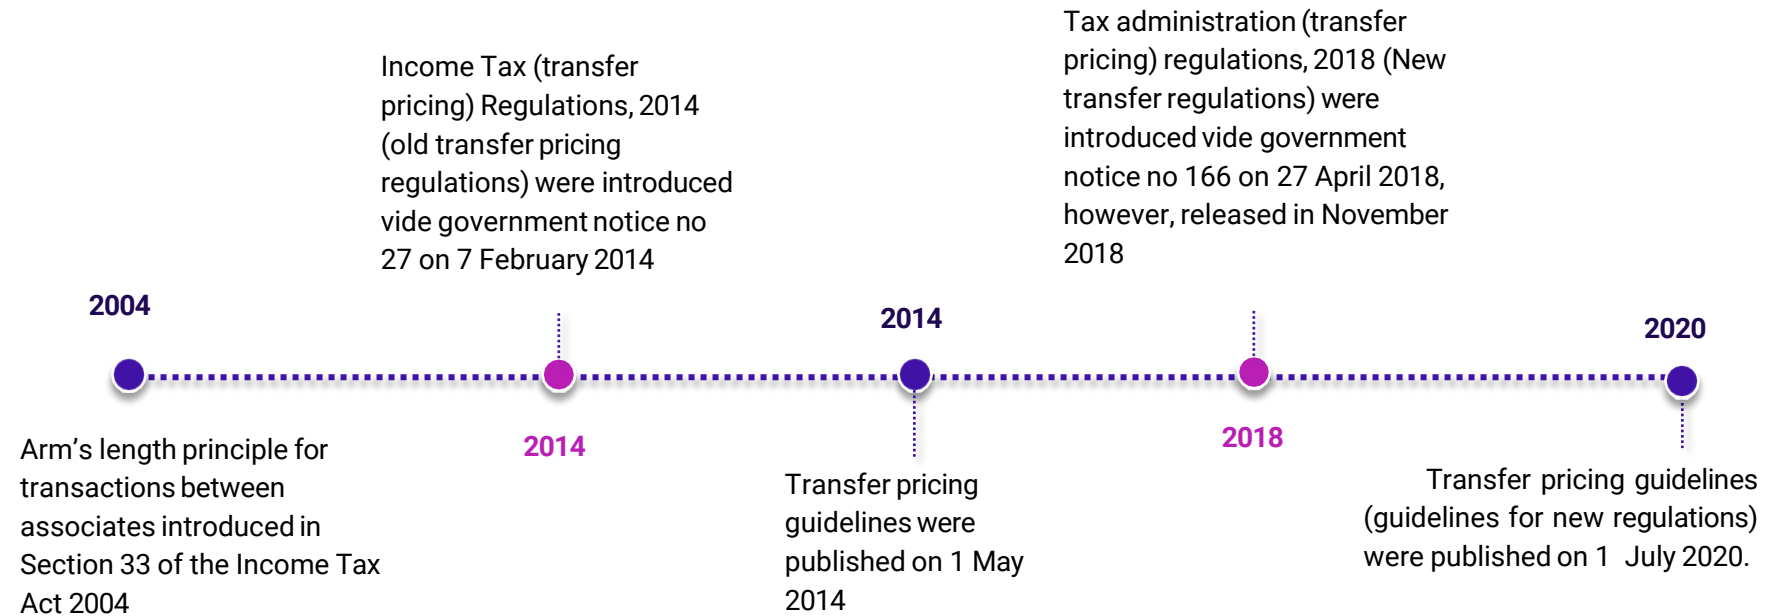 2004
Arm’s length principle for
transactions between
associates introduced in
Section 33 of the Income Tax
Act 2004
Income Tax (transfer
pricing) Regulations, 2014
(old transfer pricing
regulations) were introduced
vide government notice no
27 on 7 February 2014
2014
2014
Transfer pricing
guidelines were
published on 1 May
2014
Tax administration (transfer
pricing) regulations, 2018 (New
transfer regulations) were
introduced vide government
notice no 166 on 27 April 2018,
however, released in November
2018
2018
2020
Transfer pricing guidelines
(guidelines for new regulations)
were published on 1 July 2020.